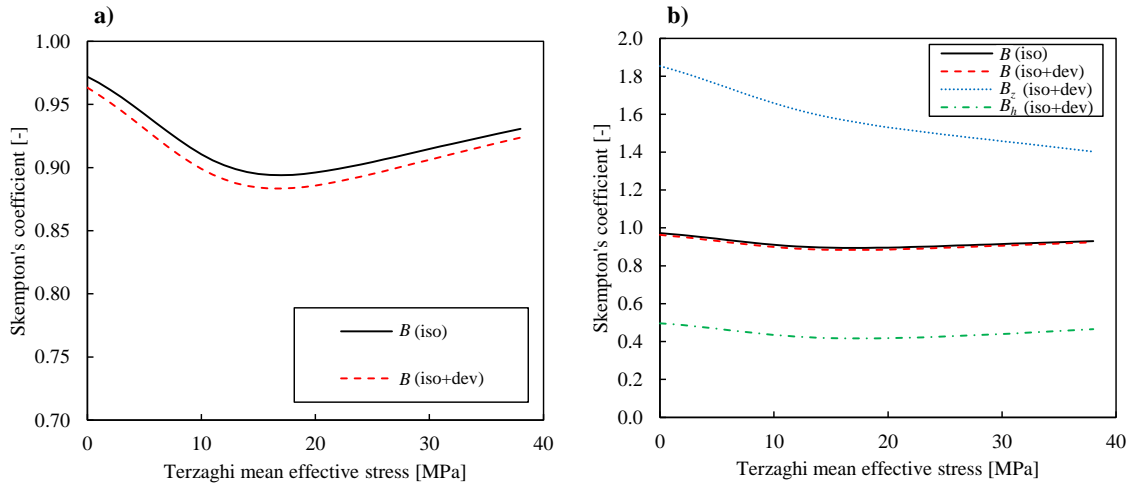 a)
Skempton's coefficient [-]
1.00
0.95
0.90
0.85
0.80
0.75
0.70
B (iso)
B (iso+dev)
0
10
20
30
40
Terzaghi mean effective stress [MPa]
b)
Skempton's coefficient [-]
2.0
1.8
1.6
1.4
1.2
1.0
0.8
0.6
0.4
0.2
0.0
B (iso)
B (iso+dev)
Bz (iso+dev)
Bh (iso+dev)
0
10
20
30
40
Terzaghi mean effective stress [MPa]